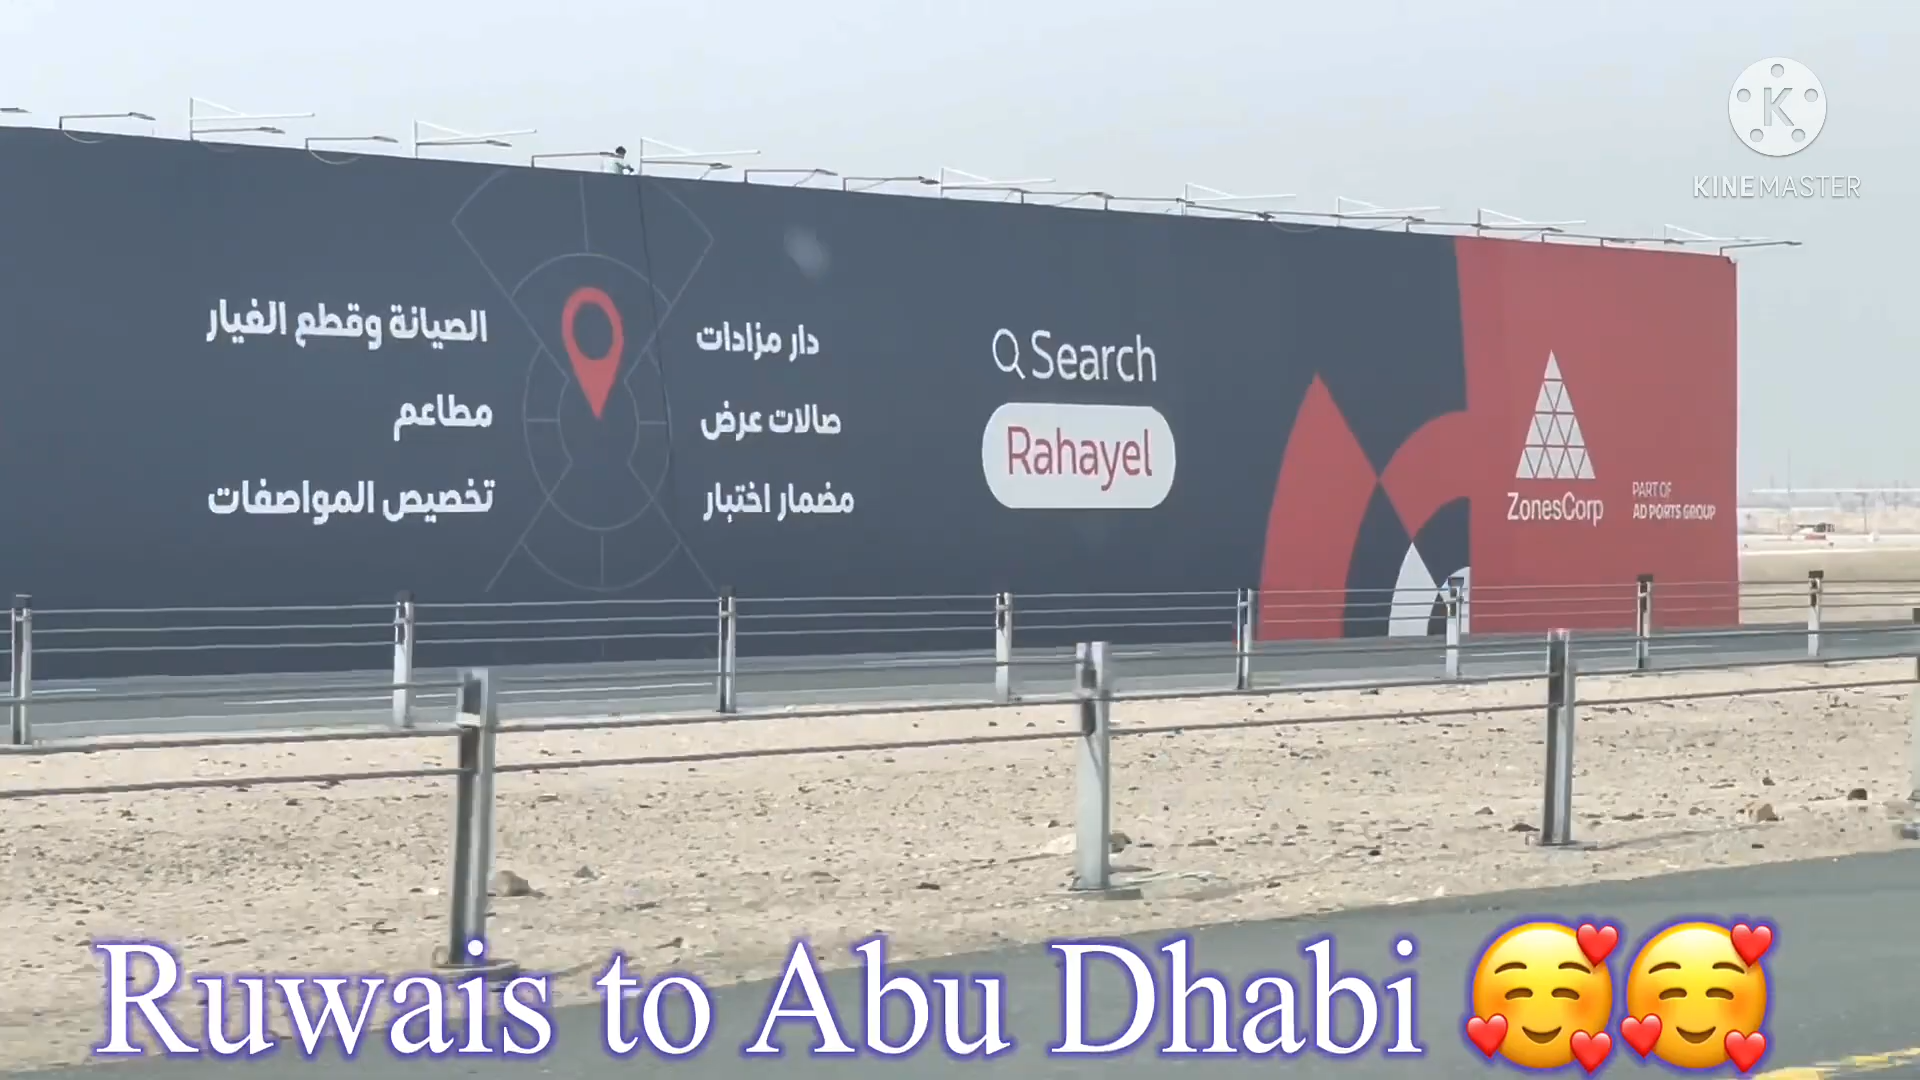 KINEMASTER
الصيانة وقطع الغيار
مطاعم
تخصيص المواصفات
دار مزادات
صالات عرض
مضمار اختبار
Search
Rahayel
ZonesCorp
PART OF
AD PORTS GROUP
Ruwais to Abu Dhabi 🥰🥰